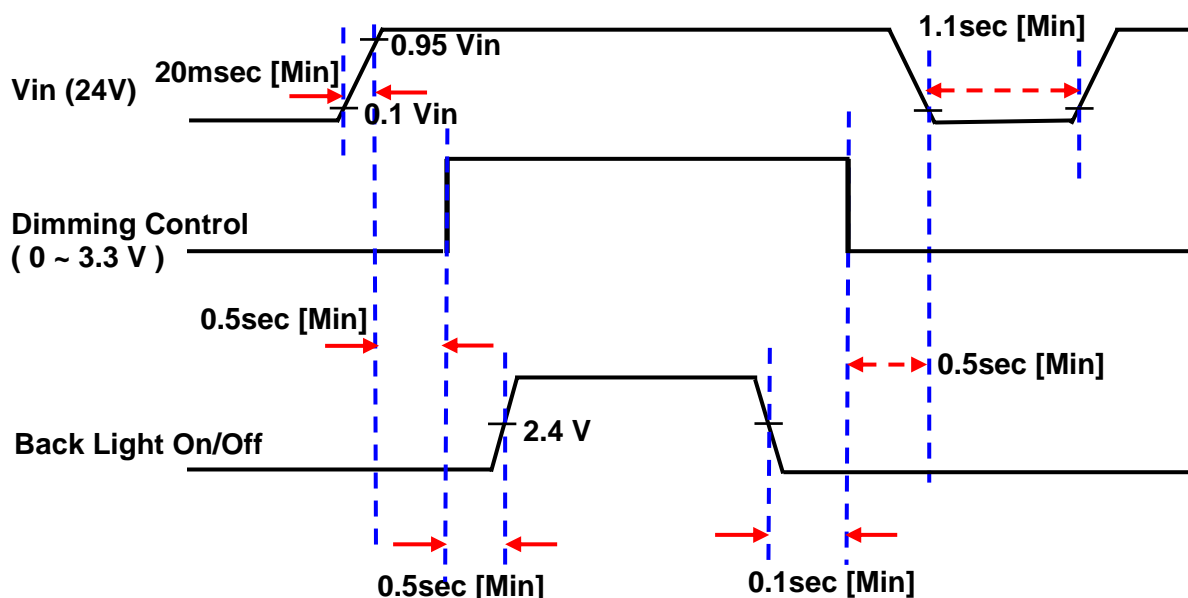 1.1sec [Min]
0.95 Vin
20msec [Min]
Vin (24V)
0.1 Vin
Dimming Control
( 0 ~ 3.3 V )
0.5sec [Min]
0.5sec [Min]
2.4 V
Back Light On/Off
0.5sec [Min]
0.1sec [Min]